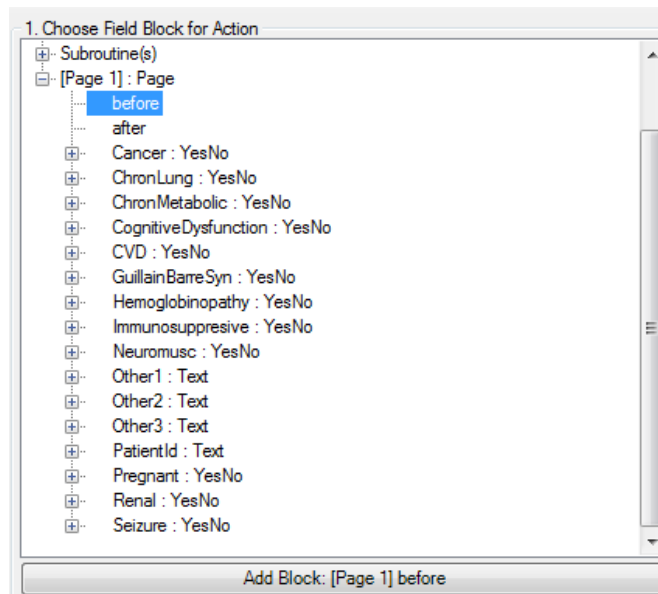 1. Choose Field Block for Action
Subroutine(s)
[Page 1] : Page
before
after
Cancer : YesNo
ChronLung : YesNo
ChronMetabolic : YesNo
CognitiveDysfunction : YesNo
CVD : YesNo
GuillainBarreSyn : YesNo
Hemoglobinopathy : YesNo
Immunosuppresive : YesNo
Neuromusc : YesNo
Other1 : Text
Other2 : Text
Other3 : Text
PatientId : Text
Pregnant : YesNo
Renal : YesNo
Seizure : YesNo
Add Block: [Page 1] before